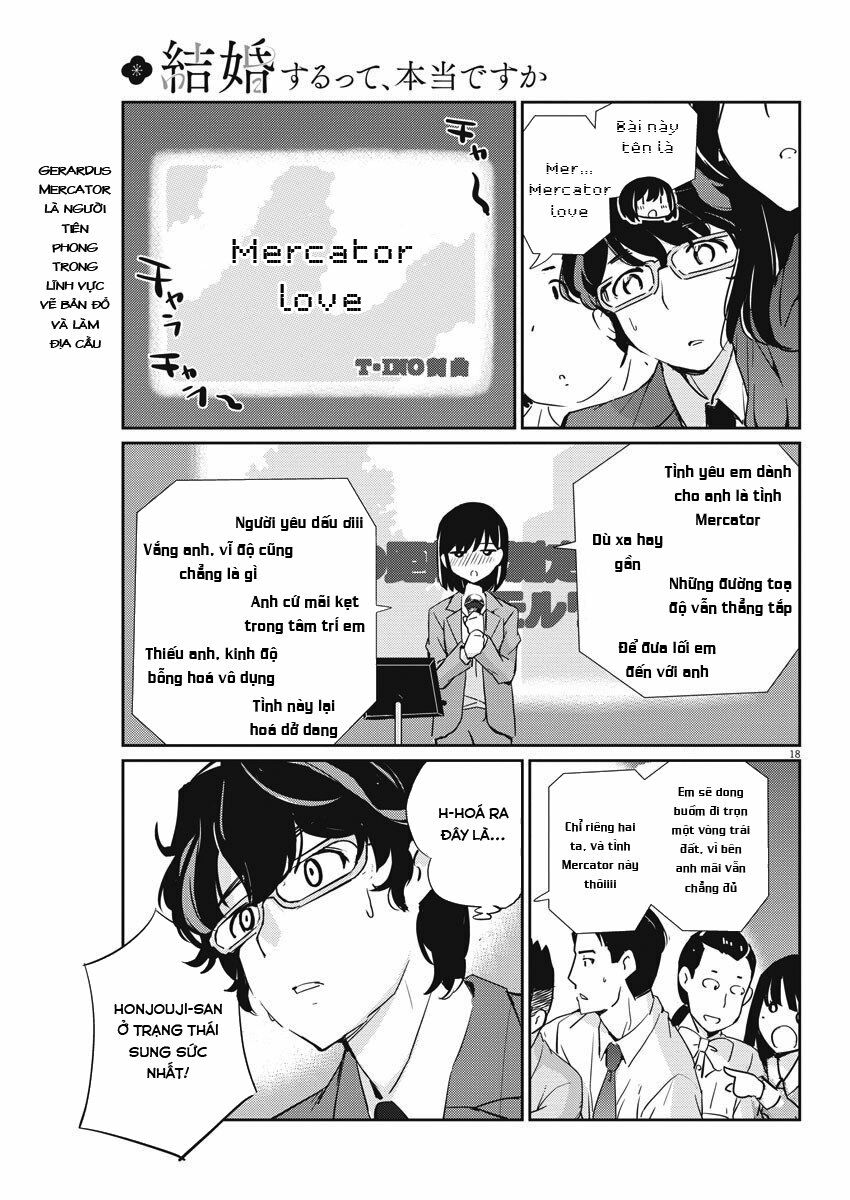 結婚するって、本当ですか
Bài này
tên là
Mer...
Mercator
love
チャ
チャラ
チャラ
Mercator
love
T・INO
GERARDUS
MERCATOR
LÀ NGƯỜI
TIÊN
PHONG
TRONG
LĨNH VỰC
VẼ BẢN ĐỒ
VÀ LÀM
ĐỊA CẦU
Tình yêu em dành
cho anh là tình
Mercator
Dù xa hay
gần
Những đường toạ
độ vẫn thẳng tắp
Để đưa lối em
đến với anh
Người yêu dấu ơiii
Vắng anh, vĩ độ cũng
chẳng là gì
Anh cứ mãi kẹt
trong tâm trí em
Thiếu anh, kinh độ
bỗng hoá vô dụng
Tình này lại
hoá dở dang
18
Em sẽ dong
buồm đi trọn
một vòng trái
đất, vì bên
anh mãi vẫn
chẳng đủ
Chỉ riêng hai
ta, và tình
Mercator này
thôiiiii
H-HOÁ RA
ĐÂY LÀ...
HONJOUJI-SAN
Ở TRẠNG THÁI
SUNG SỨC
NHẤT!